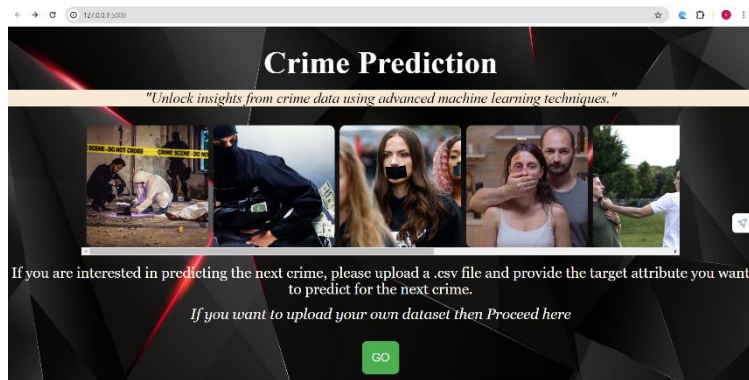 127.0.0.1:5000
Crime Prediction
"Unlock insights from crime data using advanced machine learning techniques."
SCENE - DO NOT CROSS CRIME SCENE - DO NO
If you are interested in predicting the next crime, please upload a .csv file and provide the target attribute you want
to predict for the next crime.
If you want to upload your own dataset then Proceed here
GO